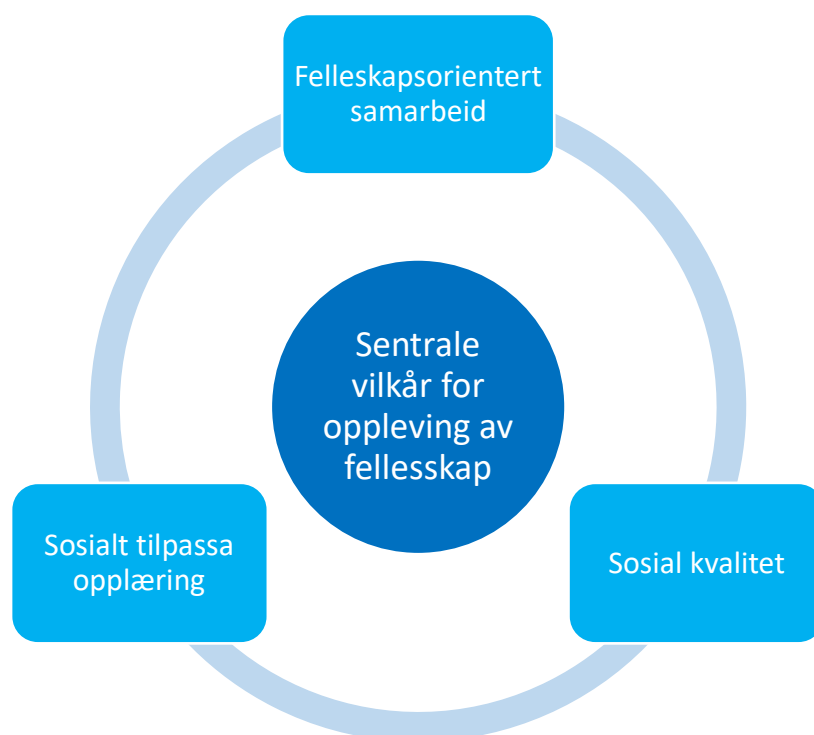 Felleskapsorientert
samarbeid
Sentrale
vilkår for
oppleving av
fellesskap
Sosialt tilpassa
opplæring
Sosial kvalitet